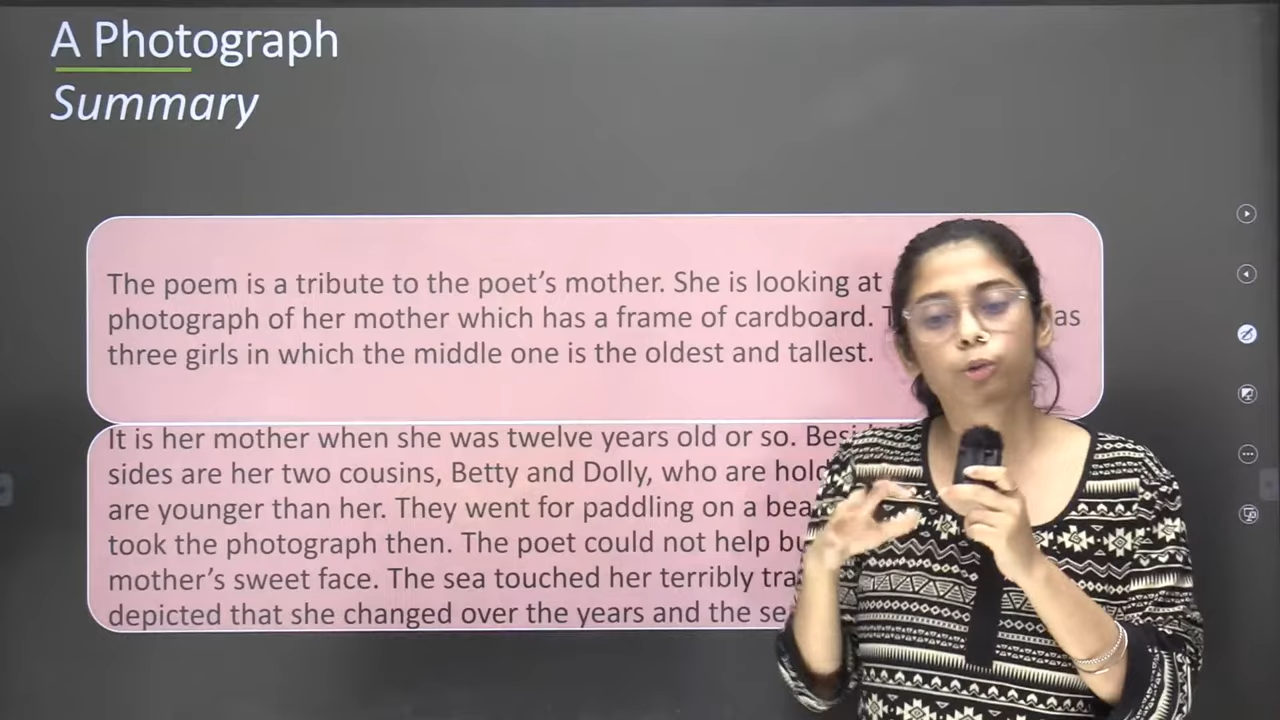 A Photograph
Summary
The poem is a tribute to the poet’s mother. She is looking at
photograph of her mother which has a frame of cardboard. as
three girls in which the middle one is the oldest and tallest.
It is her mother when she was twelve years old or so.
sides are her two cousins, Betty and Dolly, who are
are younger than her. They went for paddling on a
took the photograph then. The poet could not help
mother’s sweet face. The sea touched her terribly
depicted that she changed over the years and the